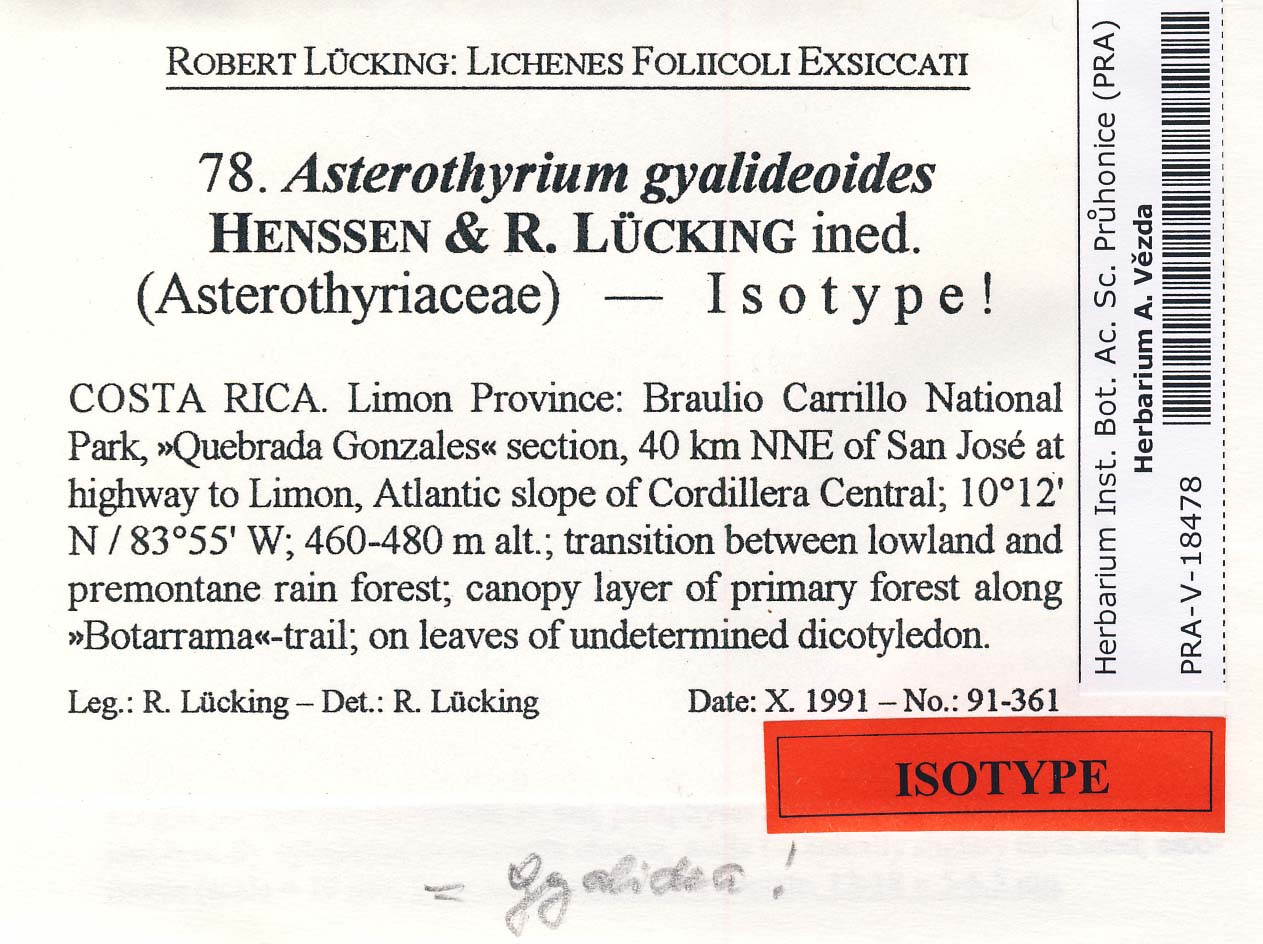 ROBERT LÜCKING: LICHENES FOLIICOLI EXSICCATI
78. Asterothyrium gyalideoides
HENSSEN & R. LÜCKING ined.
(Asterothyriaceae) — Isotype!
COSTA RICA. Limon Province: Braulio Carrillo National
Park, »Quebrada Gonzales« section, 40 km NNE of San José at
highway to Limon, Atlantic slope of Cordillera Central; 10°12'
N / 83°55' W; 460-480 m alt.; transition between lowland and
premontane rain forest; canopy layer of primary forest along
»Botarrama«-trail; on leaves of undetermined dicotyledon.
Leg.: R. Lücking – Det.: R. Lücking Date: X. 1991 – No.: 91-361
ISOTYPE
= Gyalidea!
Herbarium Inst. Bot. Ac. Sc. Průhonice (PRA)
Herbarium A. Vězda
PRA-V-18478